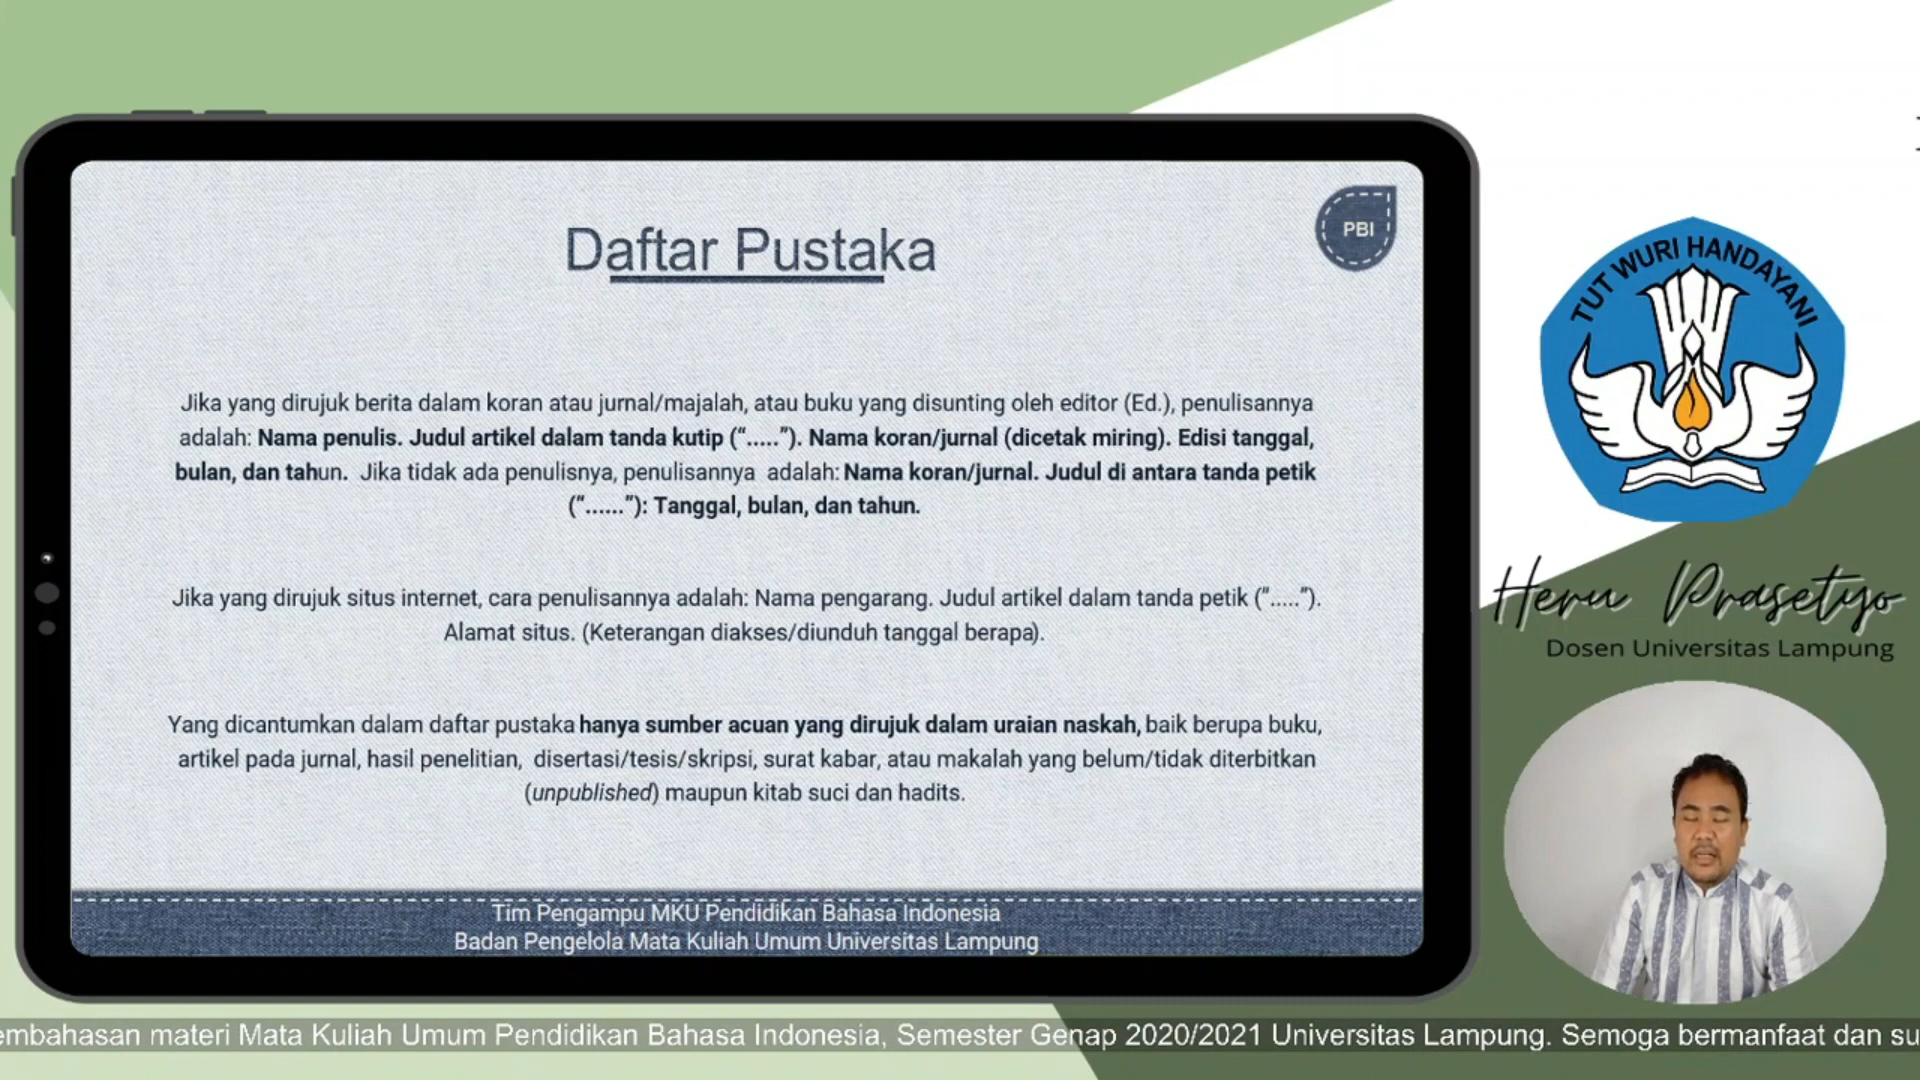 PBI
Daftar Pustaka
Jika yang dirujuk berita dalam koran atau jurnal/majalah, atau buku yang disunting oleh editor (Ed.), penulisannya
adalah: Nama penulis. Judul artikel dalam tanda kutip (“.....”). Nama koran/jurnal (dicetak miring). Edisi tanggal,
bulan, dan tahun. Jika tidak ada penulisnya, penulisannya adalah: Nama koran/jurnal. Judul di antara tanda petik
(“......”): Tanggal, bulan, dan tahun.
Jika yang dirujuk situs internet, cara penulisannya adalah: Nama pengarang. Judul artikel dalam tanda petik (“.....”).
Alamat situs. (Keterangan diakses/diunduh tanggal berapa).
Yang dicantumkan dalam daftar pustaka hanya sumber acuan yang dirujuk dalam uraian naskah, baik berupa buku,
artikel pada jurnal, hasil penelitian, disertasi/tesis/skripsi, surat kabar, atau makalah yang belum/tidak diterbitkan
(unpublished) maupun kitab suci dan hadits.
Tim Pengampu MKU Pendidikan Bahasa Indonesia
Badan Pengelola Mata Kuliah Umum Universitas Lampung
TUT WURI HANDAYANI
Heru Prasetyo
Dosen Universitas Lampung
embahasan materi Mata Kuliah Umum Pendidikan Bahasa Indonesia, Semester Genap 2020/2021 Universitas Lampung. Semoga bermanfaat dan su